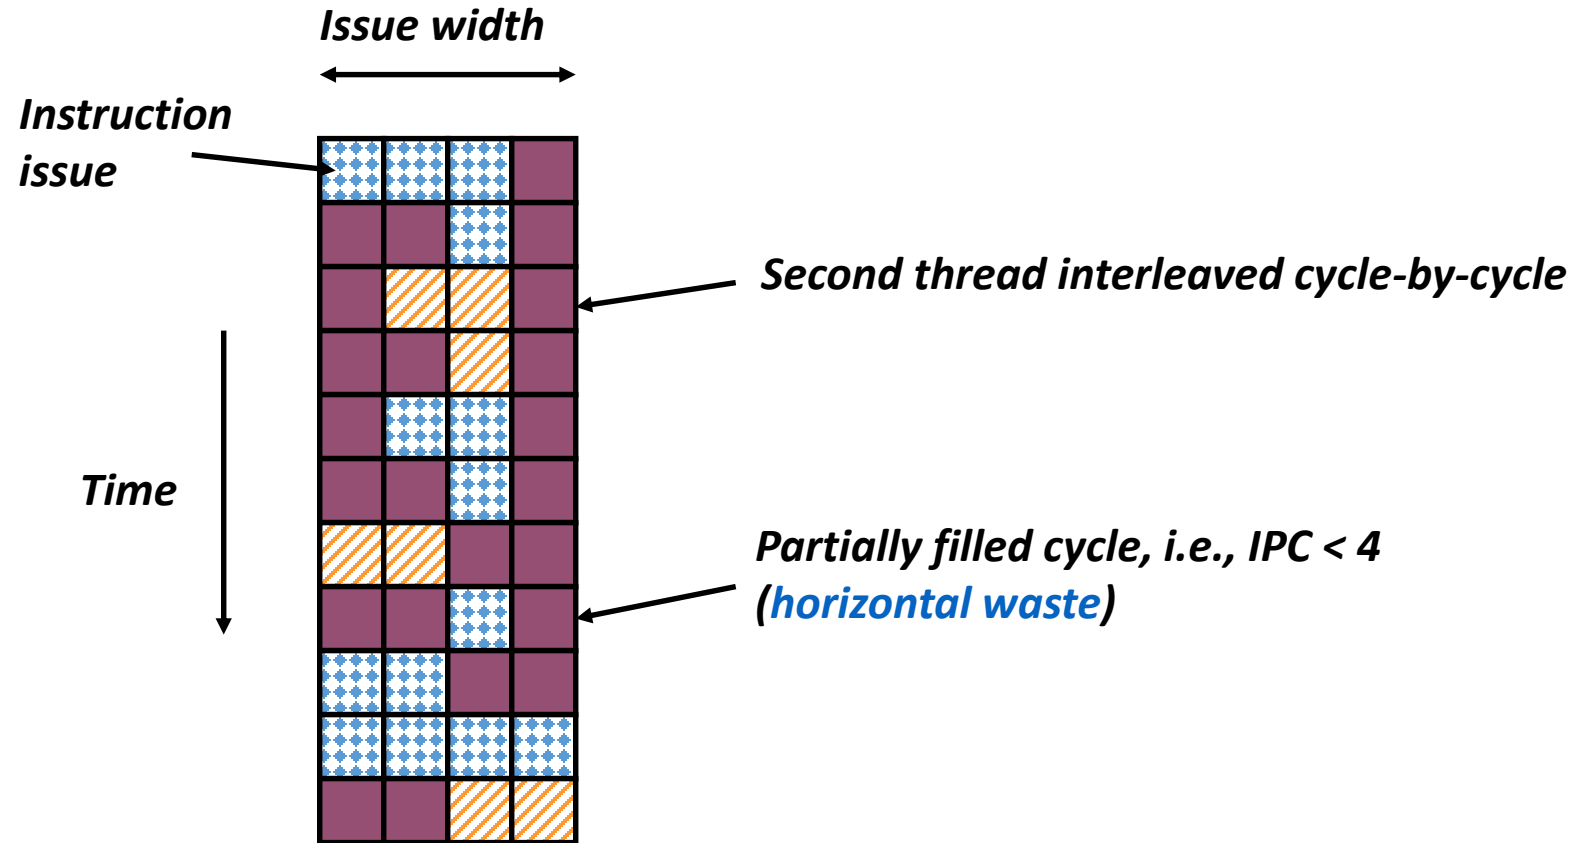 Issue width
Instruction
issue
Second thread interleaved cycle-by-cycle
Time
Partially filled cycle, i.e., IPC < 4
(horizontal waste)